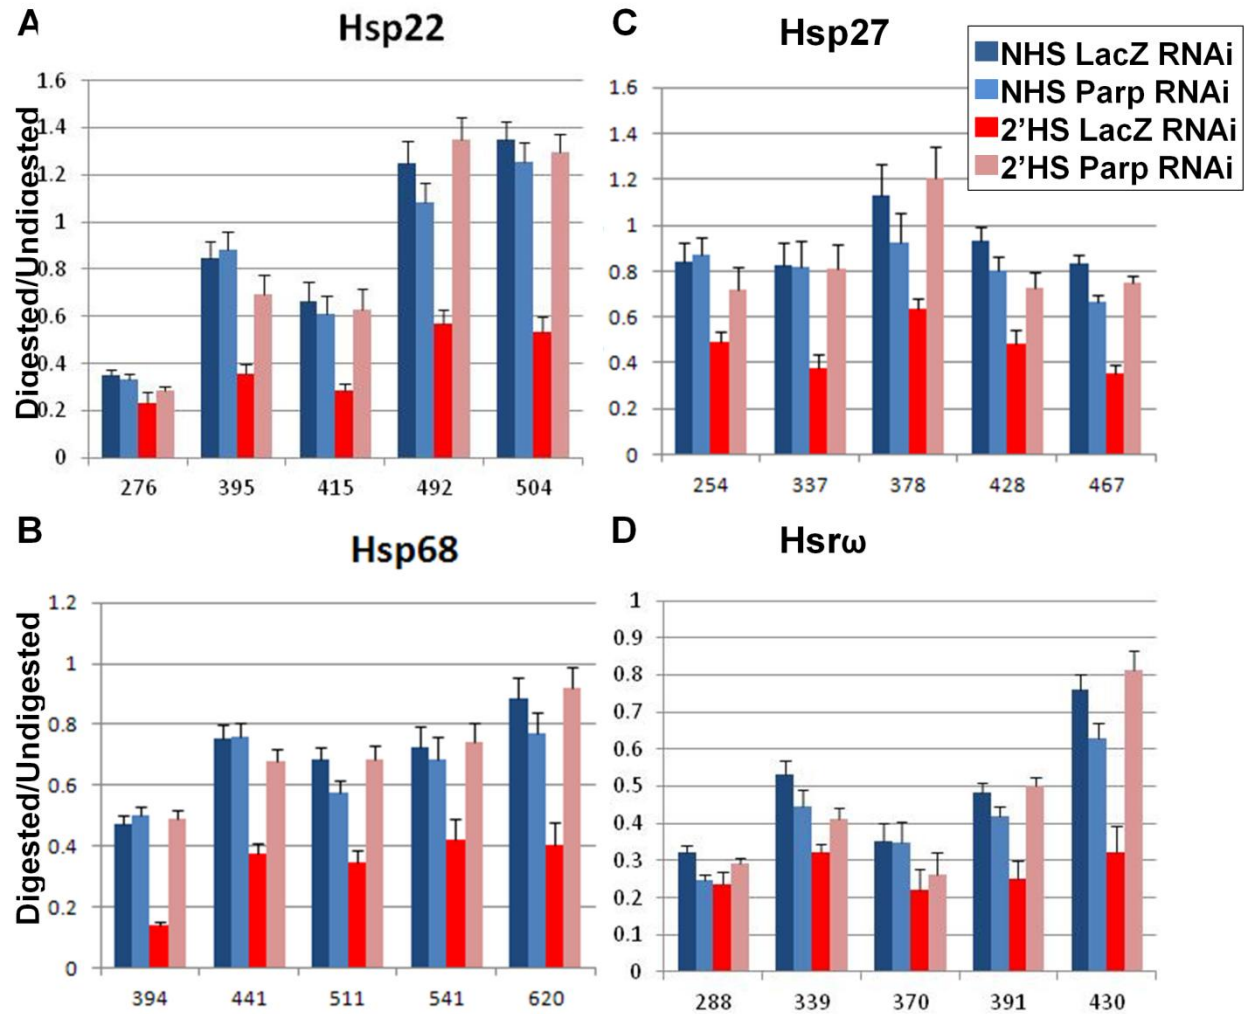 A
Hsp22
Digested/Undigested
1.6
1.4
1.2
1
0.8
0.6
0.4
0.2
0
276 395 415 492 504
C
Hsp27
NHS LacZ RNAi
NHS Parp RNAi
2'HS LacZ RNAi
2'HS Parp RNAi
1.6
1.4
1.2
1
0.8
0.6
0.4
0.2
0
254 337 378 428 467
B
Hsp68
Digested/Undigested
1.2
1
0.8
0.6
0.4
0.2
0
394 441 511 541 620
D
Hsrω
1
0.9
0.8
0.7
0.6
0.5
0.4
0.3
0.2
0.1
0
288 339 370 391 430